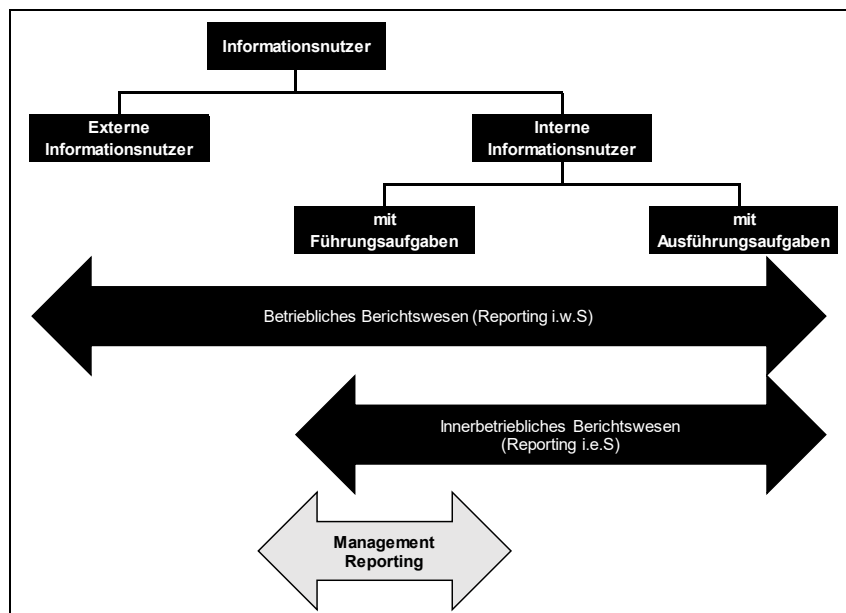 Informationsnutzer
Externe
Informationsnutzer
Interne
Informationsnutzer
mit
Führungsaufgaben
mit
Ausführungsaufgaben
Betriebliches Berichtswesen (Reporting i.w.S)
Innerbetriebliches Berichtswesen
(Reporting i.e.S)
Management
Reporting